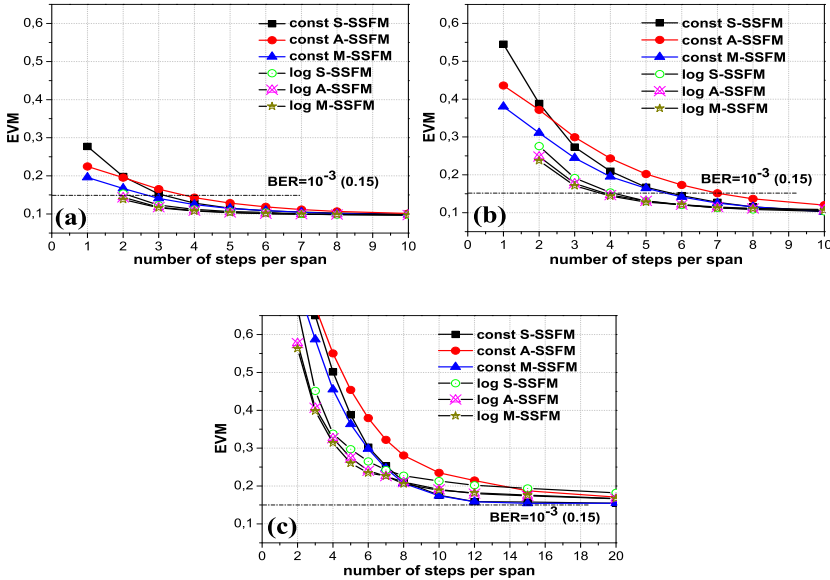 0,6
0,5
0,4
0,3
0,2
0,1
EVM
const S-SSFM
const A-SSFM
const M-SSFM
log S-SSFM
log A-SSFM
log M-SSFM
BER=10⁻³ (0.15)
(a)
0 1 2 3 4 5 6 7 8 9 10
number of steps per span
0,6
0,5
0,4
0,3
0,2
0,1
EVM
const S-SSFM
const A-SSFM
const M-SSFM
log S-SSFM
log A-SSFM
log M-SSFM
BER=10⁻³ (0.15)
(b)
0 1 2 3 4 5 6 7 8 9 10
number of steps per span
0,6
0,5
0,4
0,3
0,2
0,1
EVM
const S-SSFM
const A-SSFM
const M-SSFM
log S-SSFM
log A-SSFM
log M-SSFM
BER=10⁻³ (0.15)
(c)
0 2 4 6 8 10 12 14 16 18 20
number of steps per span